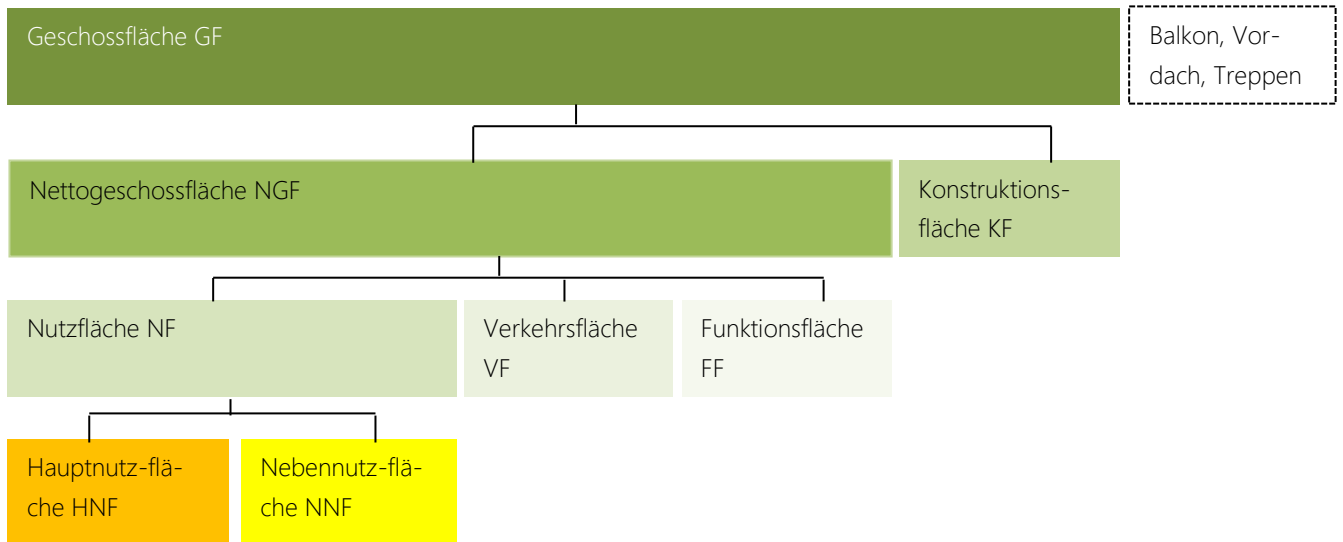 Geschossfläche GF
Balkon, Vor-
dach, Treppen
Nettogeschossfläche NGF
Konstruktions-
fläche KF
Nutzfläche NF
Verkehrsfläche
VF
Funktionsfläche
FF
Hauptnutz-flä-
che HNF
Nebennutz-flä-
che NNF